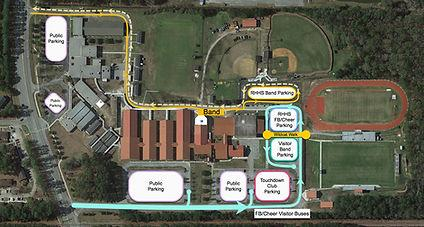 Public
Parking
Public
Parking
RHHS Band Parking
Band
RHHS
FB/Cheer
Parking
Wildcat Walk
Visitor
Band
Parking
Public
Parking
Public
Parking
Touchdown
Club
Parking
FB/Cheer Visitor Buses